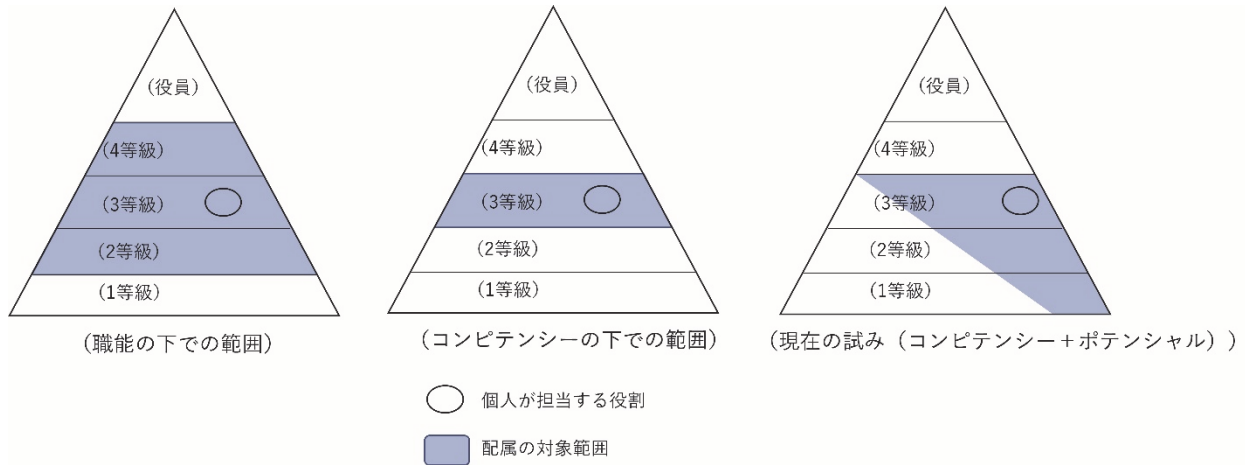 (役員)
(4等級)
(3等級)
(2等級)
(1等級)
(職能の下での範囲)
(役員)
(4等級)
(3等級)
(2等級)
(1等級)
(コンピテンシーの下での範囲)
(役員)
(4等級)
(3等級)
(2等級)
(1等級)
(現在の試み(コンピテンシー+ポテンシャル))
個人が担当する役割
配属の対象範囲